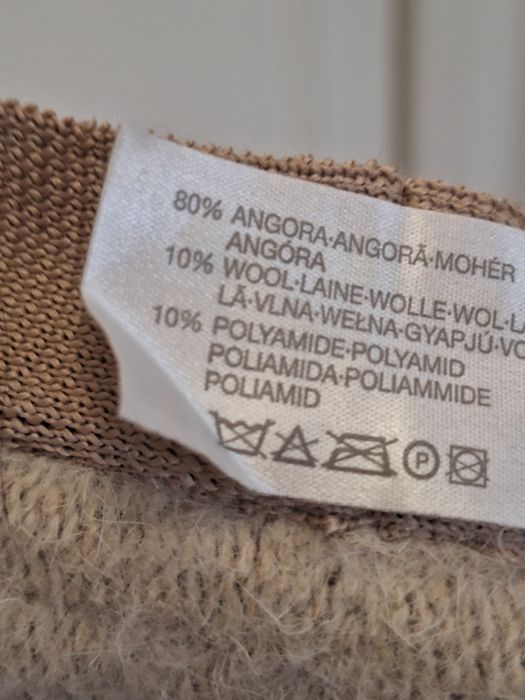 80% ANGORA·ANGORĂ·MOHÉR
ANGÓRA
10% WOOL·LAINE·WOLLE·WOL·
LÃ·VLNA·WEŁNA·GYAPJÚ·
10% POLYAMIDE·POLYAMID
POLIAMIDA·POLIAMMIDE
POLIAMID
P